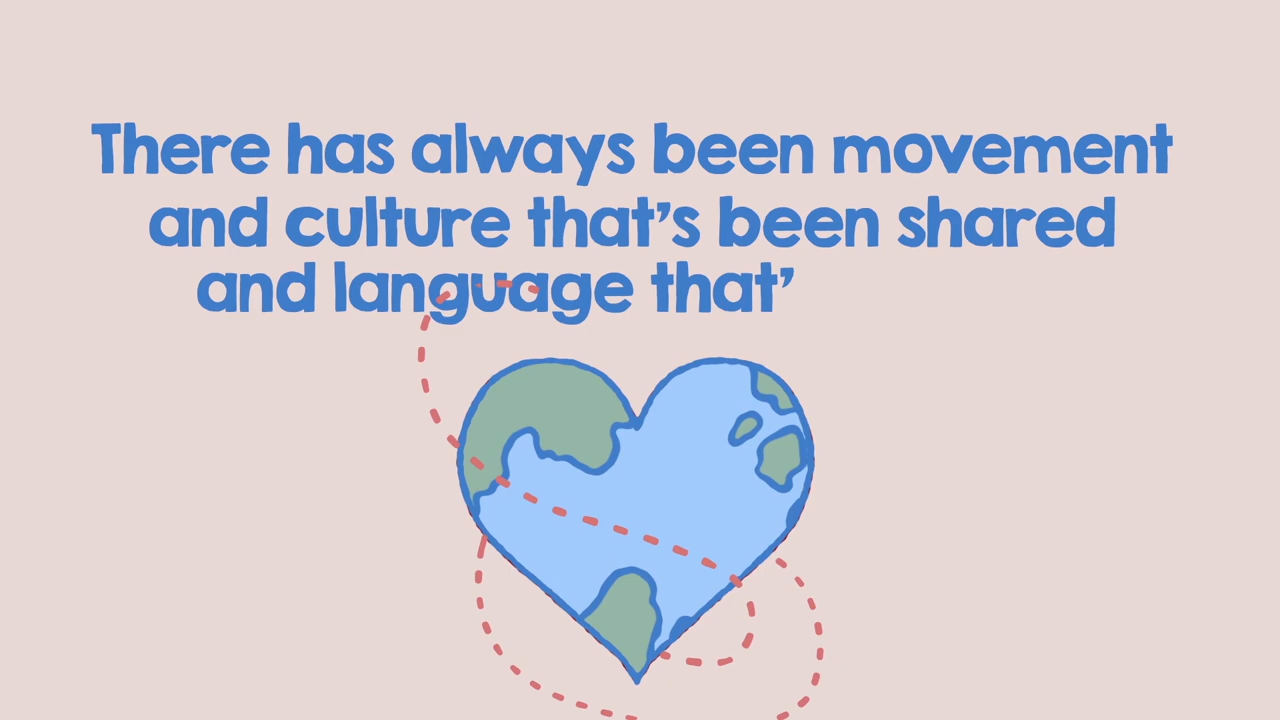 There has always been movement
and culture that’s been shared
and language that’